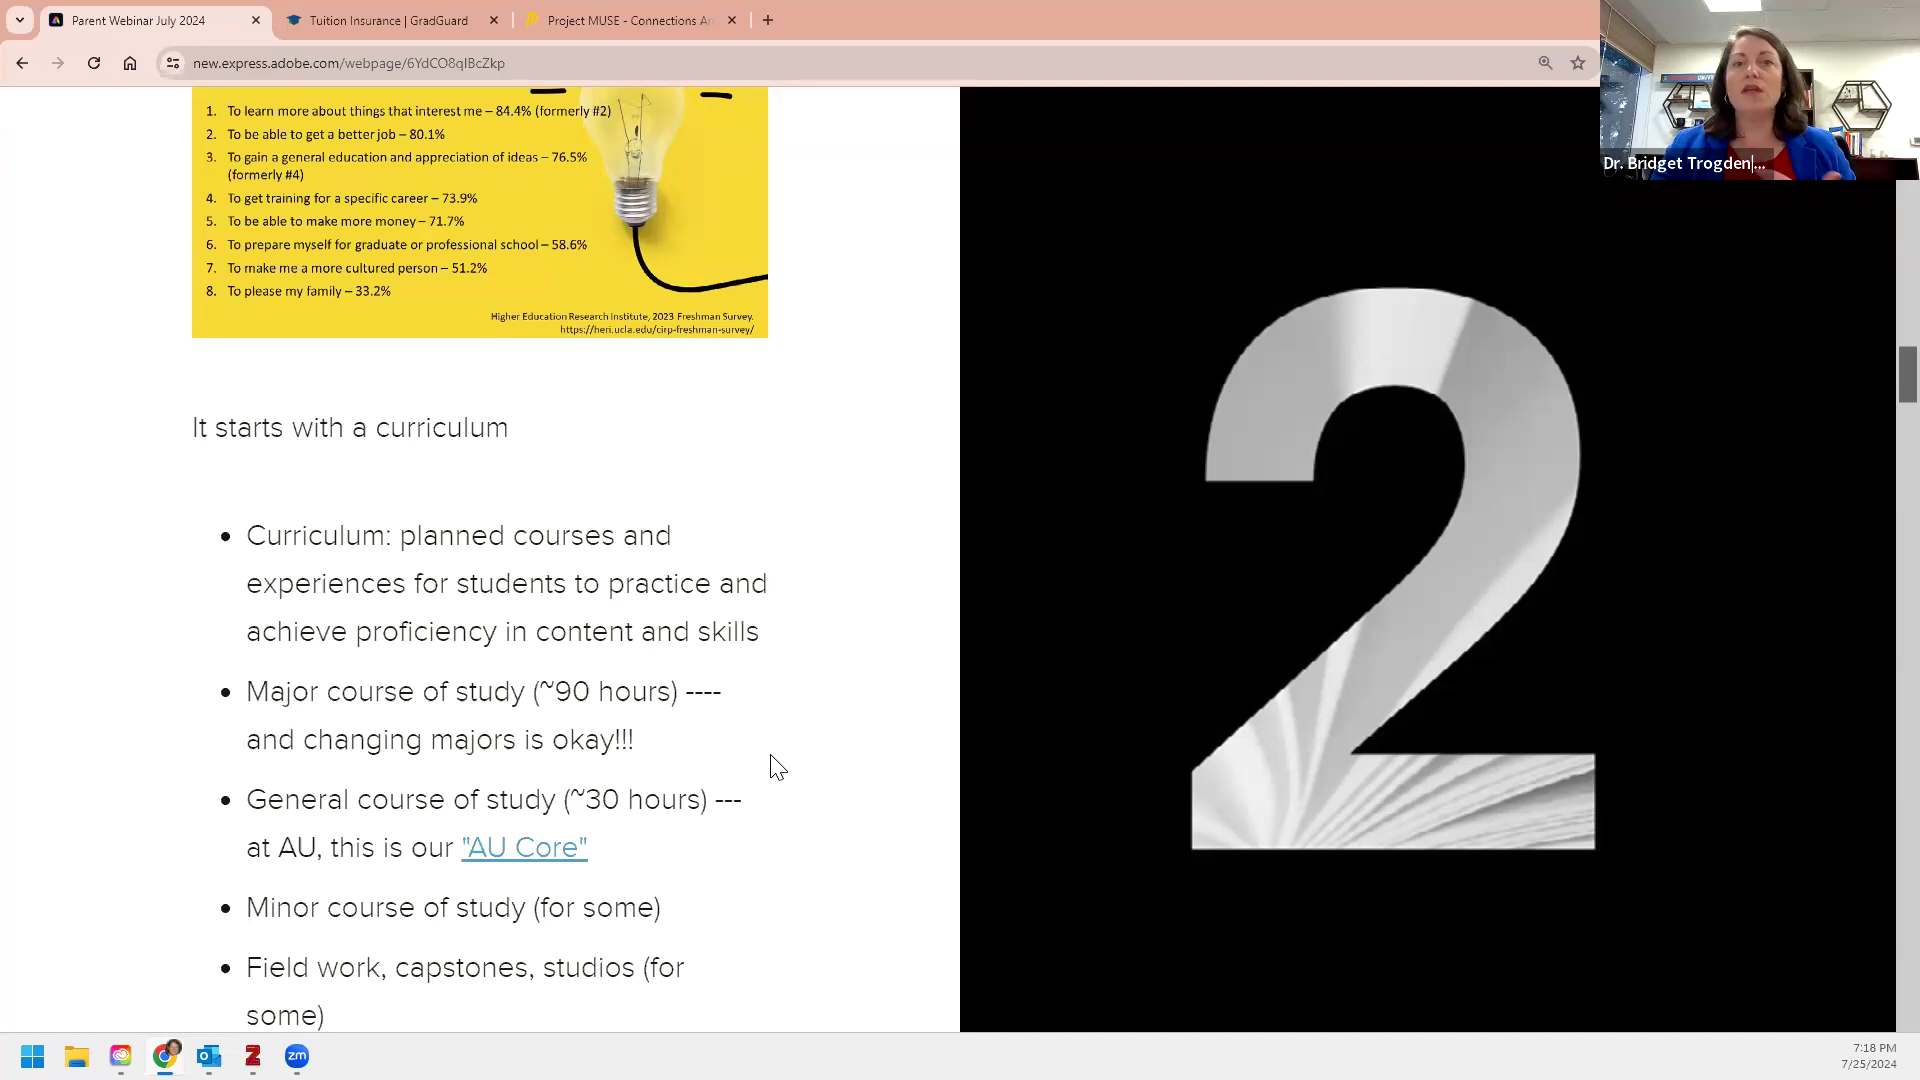 Parent Webinar July 2024
Tuition Insurance | GradGuard
Project MUSE - Connections An
new.express.adobe.com/webpage/6YdCO8qIBcZkp
Dr. Bridget Trogden|...
1. To learn more about things that interest me – 84.4% (formerly #2)
2. To be able to get a better job – 80.1%
3. To gain a general education and appreciation of ideas – 76.5%
(formerly #4)
4. To get training for a specific career – 73.9%
5. To be able to make more money – 71.7%
6. To prepare myself for graduate or professional school – 58.6%
7. To make me a more cultured person – 51.2%
8. To please my family – 33.2%
Higher Education Research Institute, 2023 Freshman Survey.
https://heri.ucla.edu/cirp-freshman-survey/
It starts with a curriculum
• Curriculum: planned courses and
experiences for students to practice and
achieve proficiency in content and skills
• Major course of study (~90 hours) ----
and changing majors is okay!!!
• General course of study (~30 hours) ---
at AU, this is our "AU Core"
• Minor course of study (for some)
• Field work, capstones, studios (for
some)
2
Z
zm
7:18 PM
7/25/2024